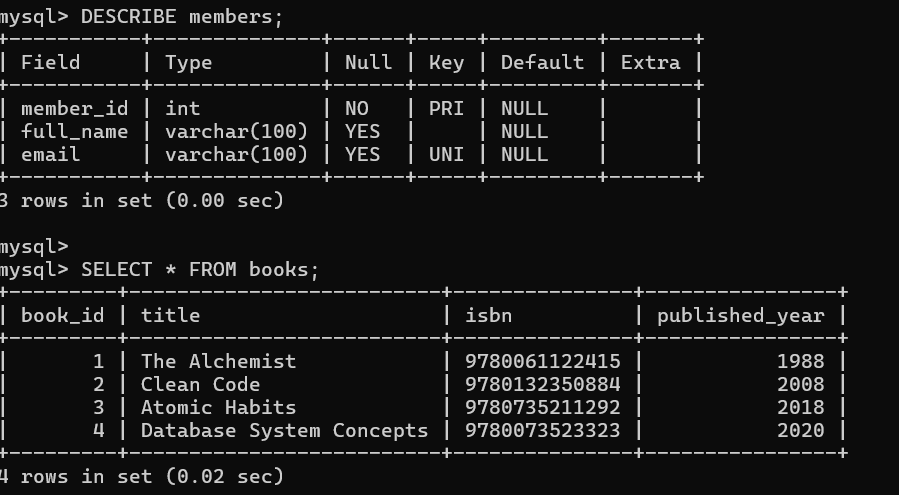 mysql> DESCRIBE members;
+-----------+--------------+------+-----+---------+-------+
| Field     | Type         | Null | Key | Default | Extra |
+-----------+--------------+------+-----+---------+-------+
| member_id | int          | NO   | PRI | NULL    |       |
| full_name | varchar(100) | YES  |     | NULL    |       |
| email     | varchar(100) | YES  | UNI | NULL    |       |
+-----------+--------------+------+-----+---------+-------+
3 rows in set (0.00 sec)

mysql>
mysql> SELECT * FROM books;
+---------+--------------------------+---------------+----------------+
| book_id | title                    | isbn          | published_year |
+---------+--------------------------+---------------+----------------+
|       1 | The Alchemist            | 9780061122415 |           1988 |
|       2 | Clean Code               | 9780132350884 |           2008 |
|       3 | Atomic Habits            | 9780735211292 |           2018 |
|       4 | Database System Concepts | 9780073523323 |           2020 |
+---------+--------------------------+---------------+----------------+
4 rows in set (0.02 sec)